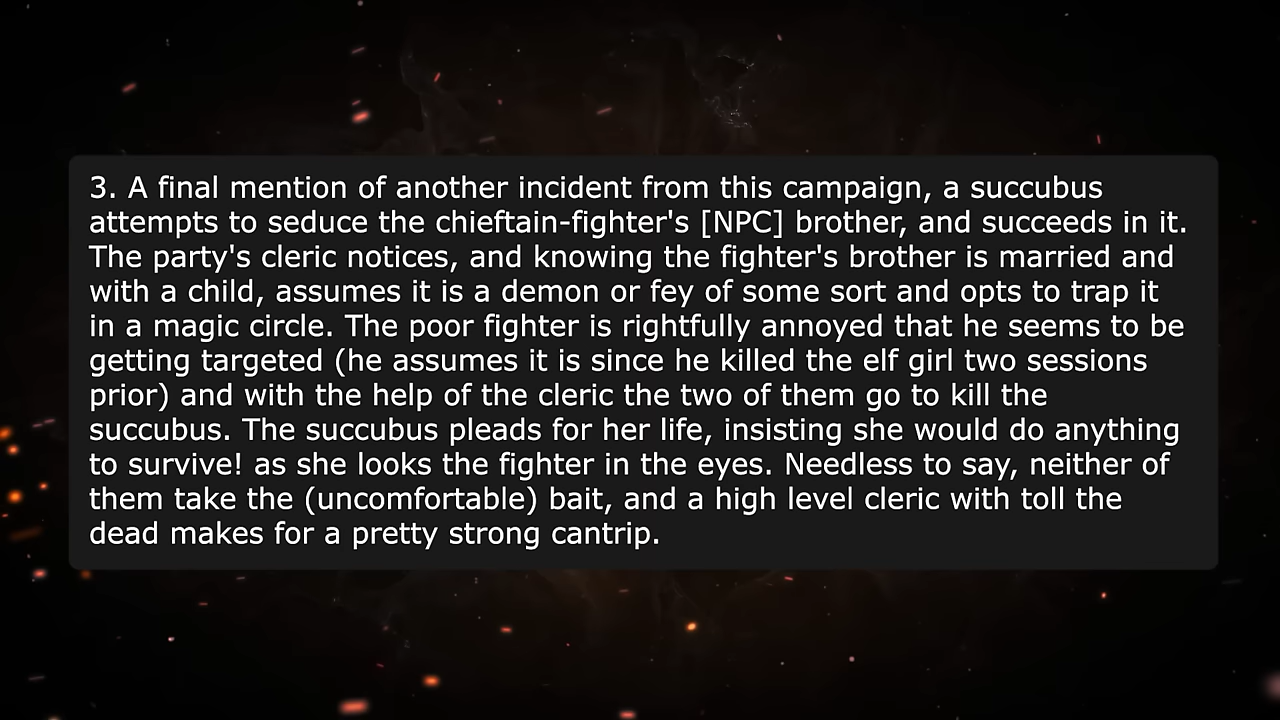 3. A final mention of another incident from this campaign, a succubus
attempts to seduce the chieftain-fighter's [NPC] brother, and succeeds in it.
The party's cleric notices, and knowing the fighter's brother is married and
with a child, assumes it is a demon or fey of some sort and opts to trap it
in a magic circle. The poor fighter is rightfully annoyed that he seems to be
getting targeted (he assumes it is since he killed the elf girl two sessions
prior) and with the help of the cleric the two of them go to kill the
succubus. The succubus pleads for her life, insisting she would do anything
to survive! as she looks the fighter in the eyes. Needless to say, neither of
them take the (uncomfortable) bait, and a high level cleric with toll the
dead makes for a pretty strong cantrip.